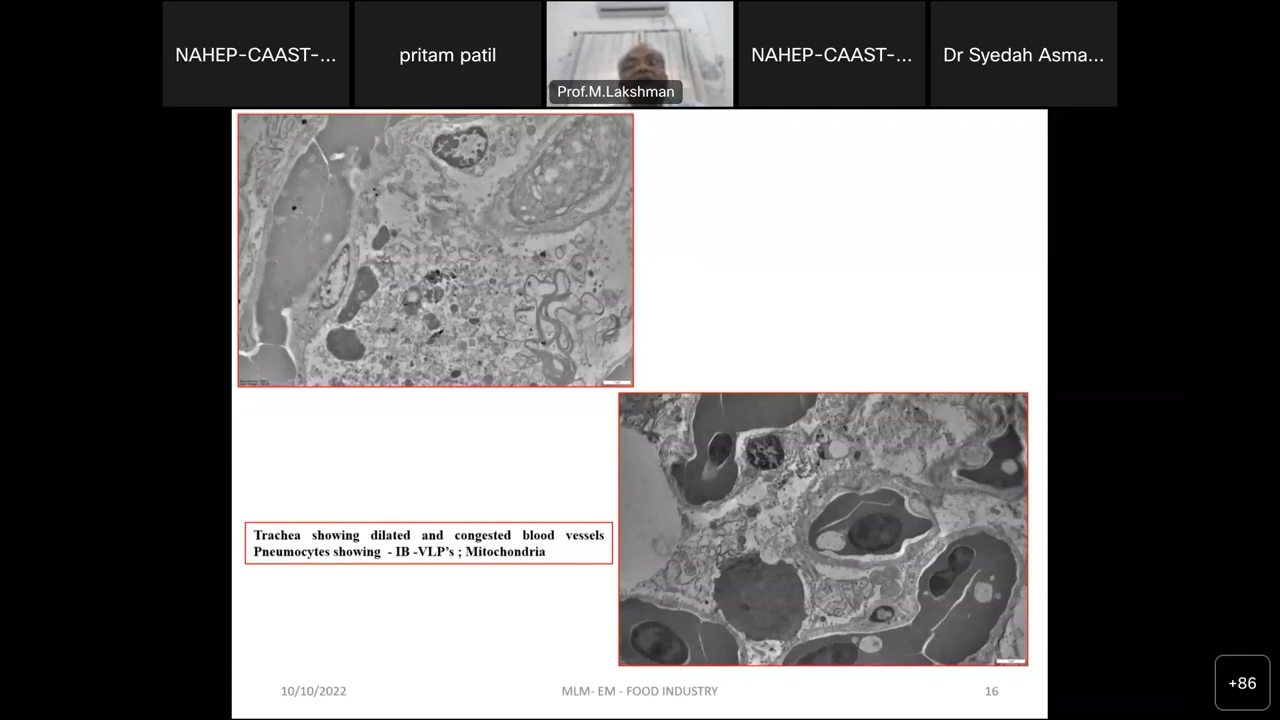 NAHEP-CAAST-...
pritam patil
Prof.M.Lakshman
NAHEP-CAAST-...
Dr Syedah Asma...
Trachea showing dilated and congested blood vessels
Pneumocytes showing - IB -VLP's ; Mitochondria
10/10/2022
MLM- EM - FOOD INDUSTRY
16
+86